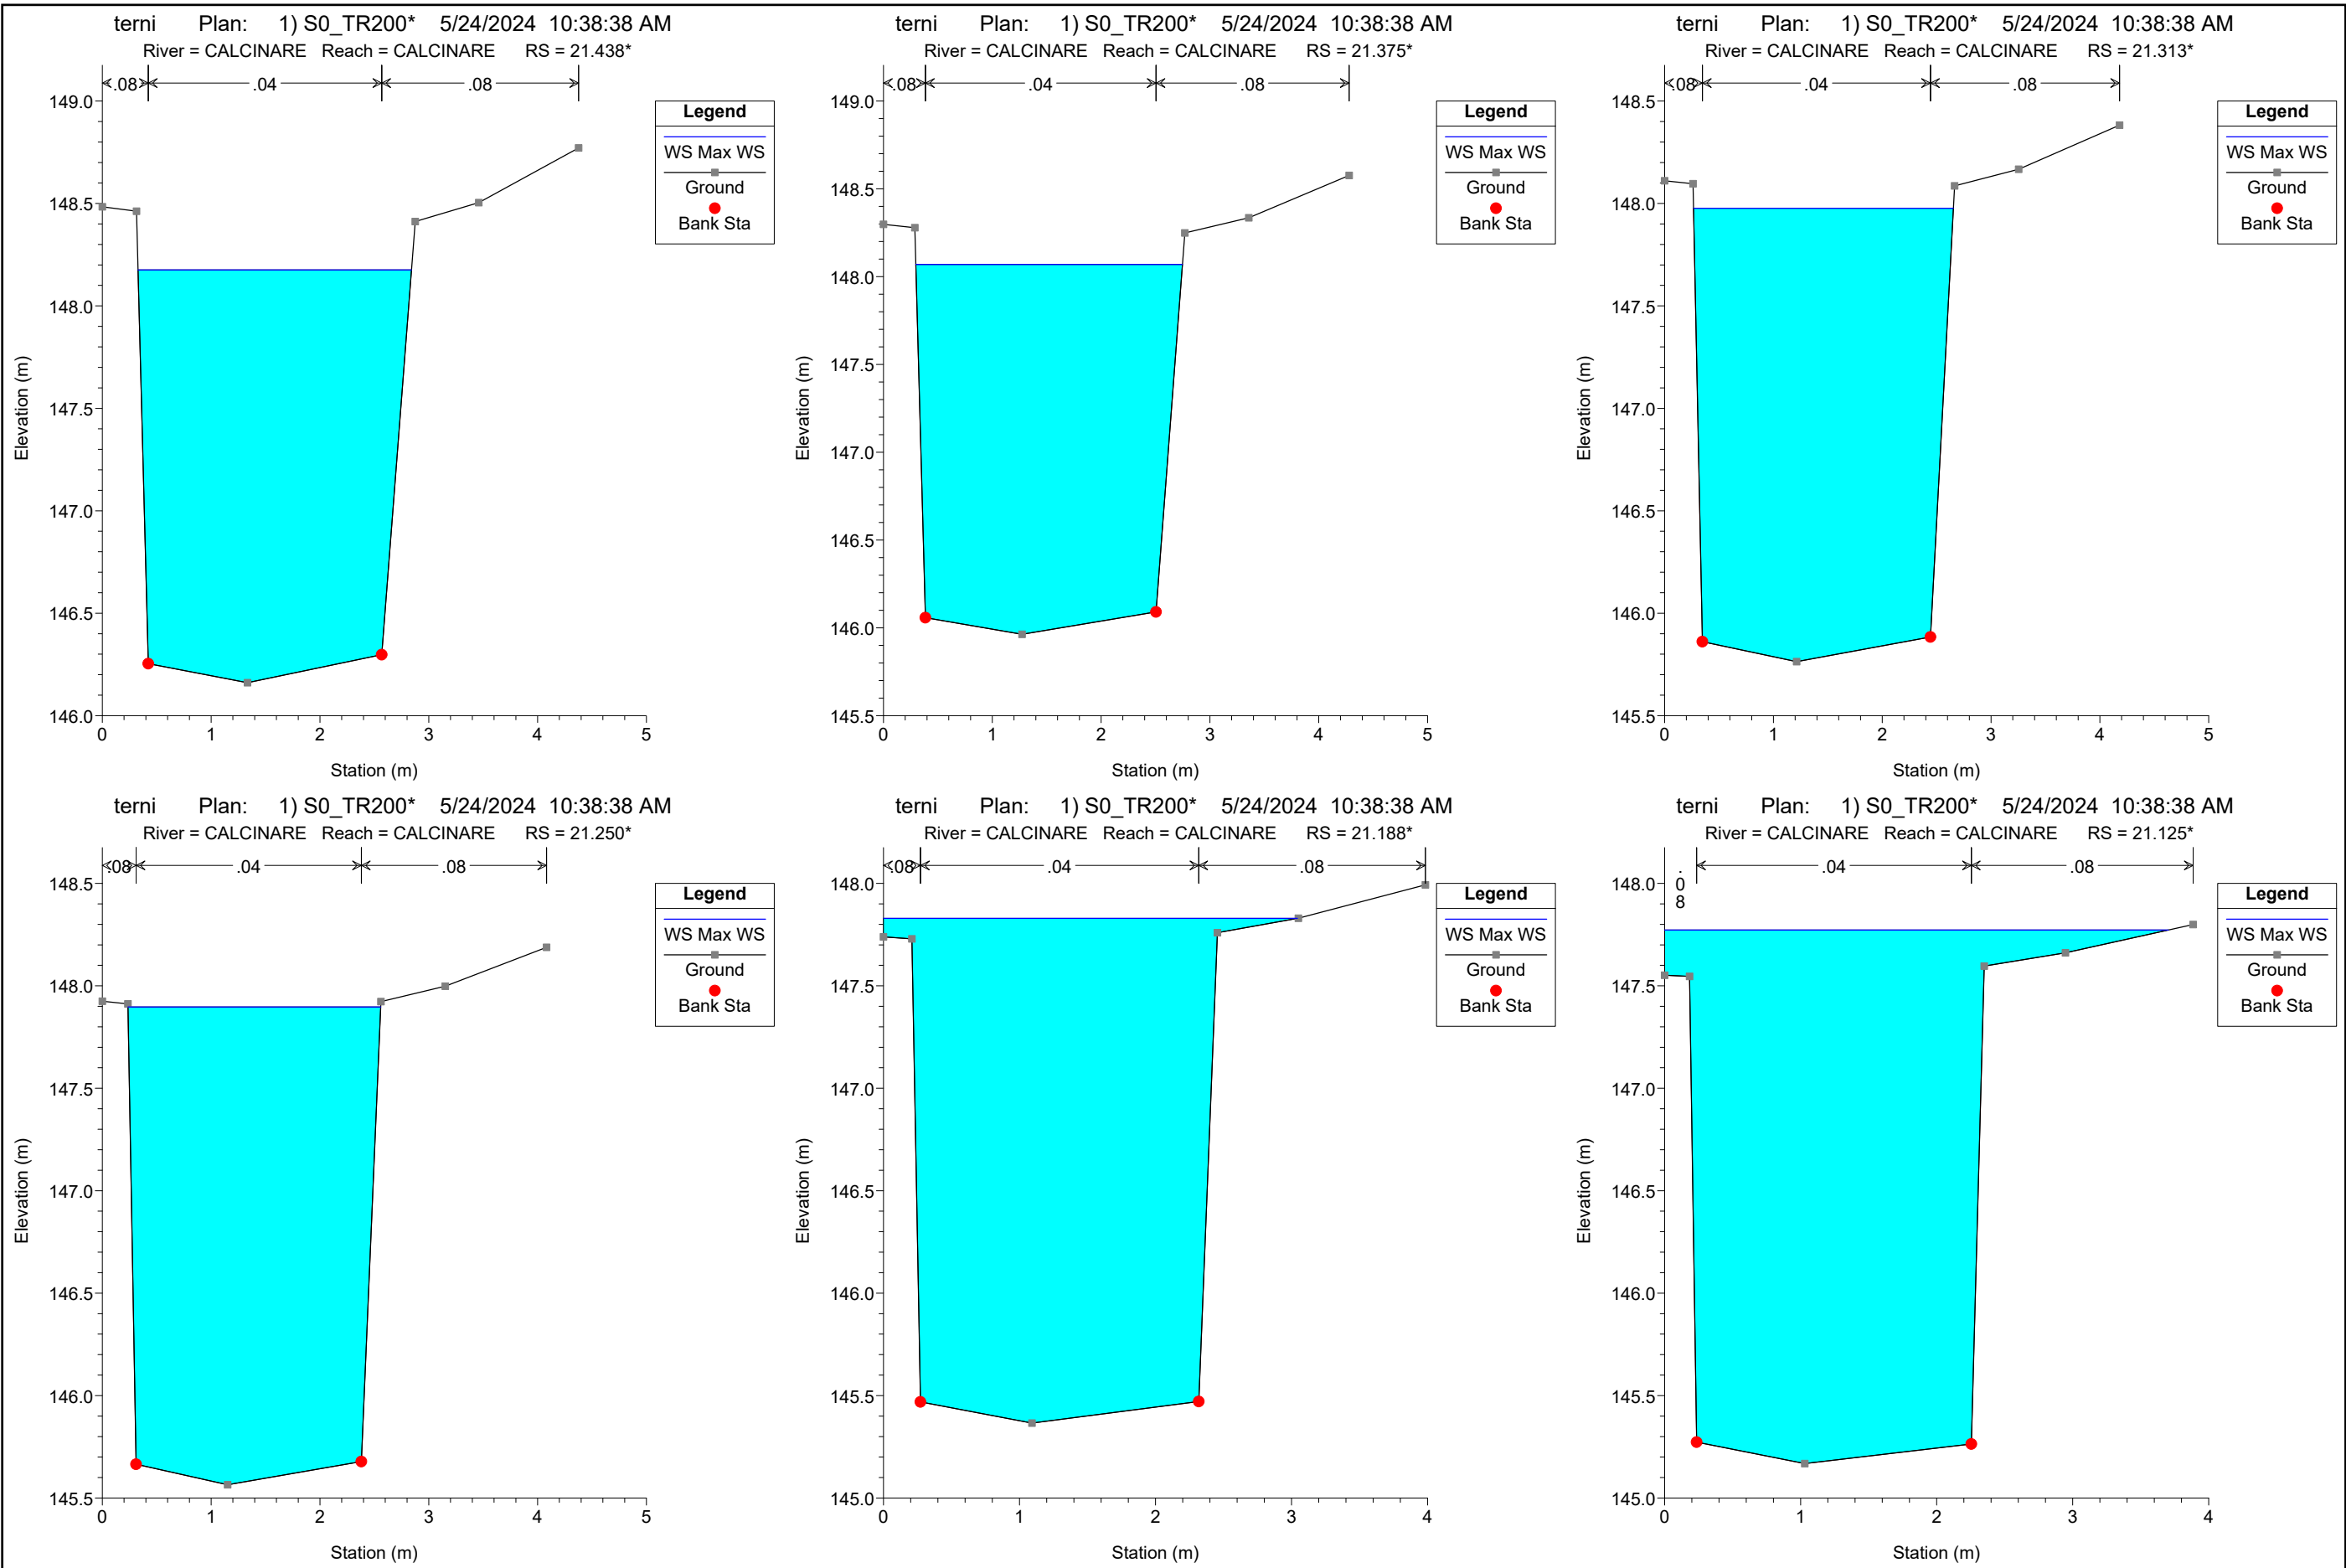 terni Plan: 1) S0_TR200* 5/24/2024 10:38:38 AM
River = CALCINARE Reach = CALCINARE RS = 21.438*
.08 .04 .08
149.0
148.5
148.0
147.5
147.0
146.5
146.0
0 1 2 3 4 5
Station (m)
Elevation (m)
Legend
WS Max WS
Ground
Bank Sta
terni Plan: 1) S0_TR200* 5/24/2024 10:38:38 AM
River = CALCINARE Reach = CALCINARE RS = 21.375*
.08 .04 .08
149.0
148.5
148.0
147.5
147.0
146.5
146.0
145.5
0 1 2 3 4 5
Station (m)
Elevation (m)
Legend
WS Max WS
Ground
Bank Sta
terni Plan: 1) S0_TR200* 5/24/2024 10:38:38 AM
River = CALCINARE Reach = CALCINARE RS = 21.313*
.08 .04 .08
148.5
148.0
147.5
147.0
146.5
146.0
145.5
0 1 2 3 4 5
Station (m)
Elevation (m)
Legend
WS Max WS
Ground
Bank Sta
terni Plan: 1) S0_TR200* 5/24/2024 10:38:38 AM
River = CALCINARE Reach = CALCINARE RS = 21.250*
.08 .04 .08
148.5
148.0
147.5
147.0
146.5
146.0
145.5
0 1 2 3 4 5
Station (m)
Elevation (m)
Legend
WS Max WS
Ground
Bank Sta
terni Plan: 1) S0_TR200* 5/24/2024 10:38:38 AM
River = CALCINARE Reach = CALCINARE RS = 21.188*
.08 .04 .08
148.0
147.5
147.0
146.5
146.0
145.5
145.0
0 1 2 3 4
Station (m)
Elevation (m)
Legend
WS Max WS
Ground
Bank Sta
terni Plan: 1) S0_TR200* 5/24/2024 10:38:38 AM
River = CALCINARE Reach = CALCINARE RS = 21.125*
.08 .04 .08
148.0
147.5
147.0
146.5
146.0
145.5
145.0
0 1 2 3 4
Station (m)
Elevation (m)
Legend
WS Max WS
Ground
Bank Sta